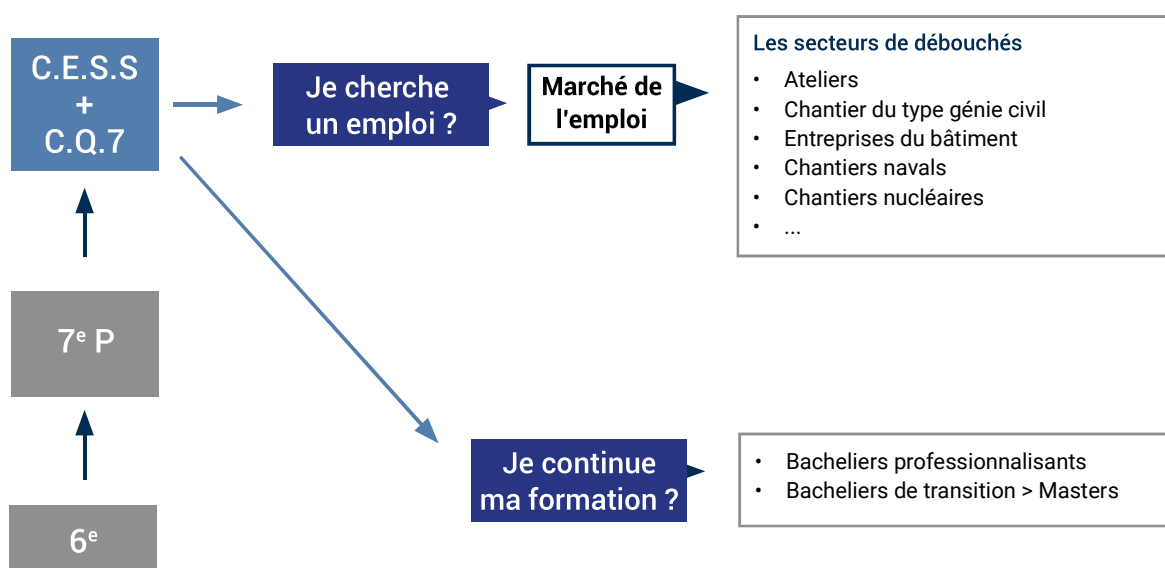 C.E.S.S
+
C.Q.7
Je cherche
un emploi ?
Marché de
l'emploi
Les secteurs de débouchés
• Ateliers
• Chantier du type génie civil
• Entreprises du bâtiment
• Chantiers navals
• Chantiers nucléaires
• ...
7e P
Je continue
ma formation ?
• Bacheliers professionnalisants
• Bacheliers de transition > Masters
6e